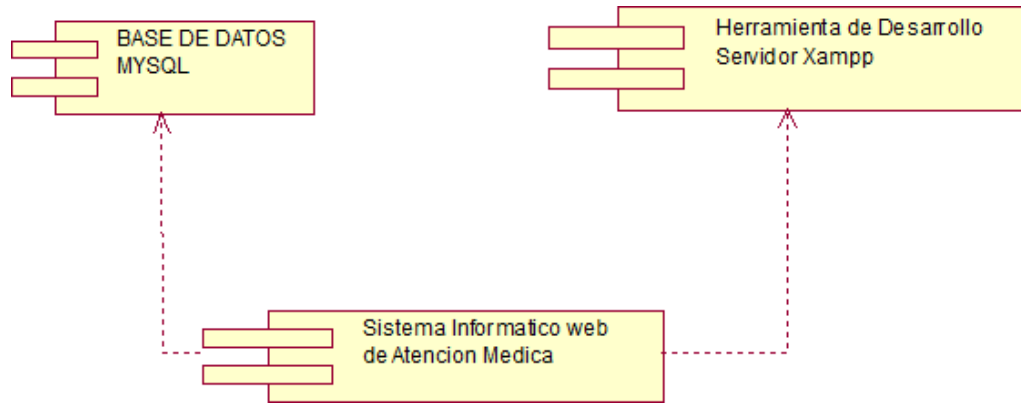 BASE DE DATOS
MYSQL
Herramienta de Desarrollo
Servidor Xampp
Sistema Informatico web
de Atencion Medica